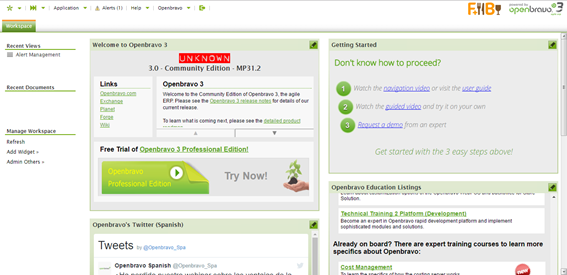 Application Alerts (1) Help Openbravo
powered by
openbravo 3
Workspace
Recent Views
Alert Management
Recent Documents
Manage Workspace
Refresh
Add Widget »
Admin Others »
Welcome to Openbravo 3
UNKNOWN
3.0 - Community Edition - MP31.2
Links
Openbravo.com
Exchange
Planet
Forge
Wiki
Openbravo 3
Welcome to the Community Edition of Openbravo 3, the agile
ERP. Please see the Openbravo 3 release notes for details of our
current release.
To learn what is coming next, please see the detailed product
Free Trial of Openbravo 3 Professional Edition!
Openbravo
Professional Edition
Try Now!
Openbravo's Twitter (Spanish)
Tweets by @Openbravo_Spa
Openbravo Spanish @Openbravo_Spa
Getting Started
Don't know how to proceed?
1 Watch the navigation video or visit the user guide
2 Watch the guided video and try it on your own
3 Request a demo from an expert
Get started with the 3 easy steps above!
Openbravo Education Listings
Technical Training 2 Platform (Development)
Become an expert in Openbravo rapid development platform and implement
sophisticated modules and solutions.
Already on board? There are expert training courses to learn more
specifics about Openbravo:
Cost Management